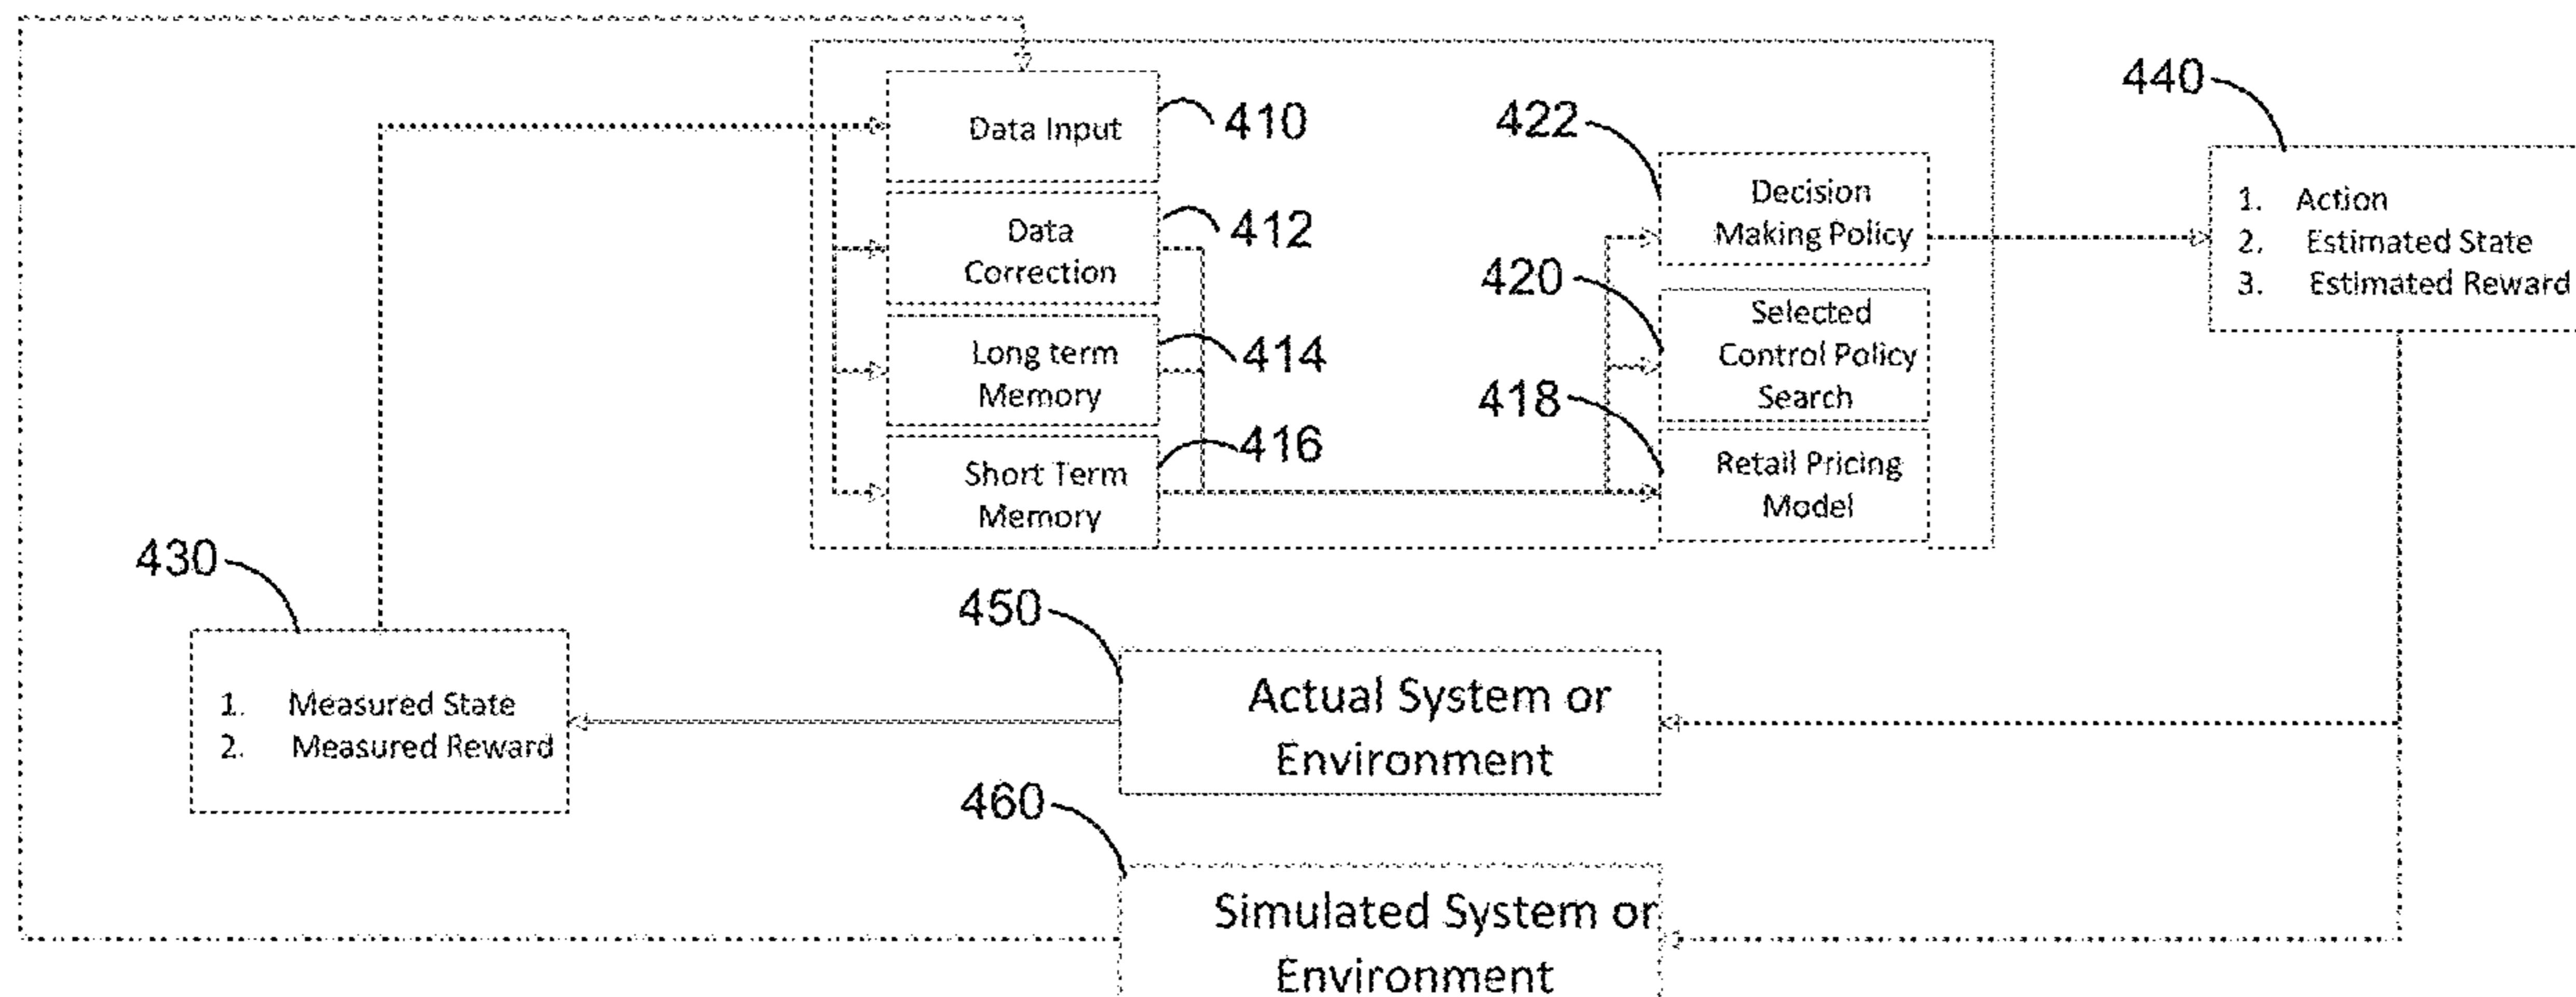 440
Data Input
410
422
Decision
Making Policy
1. Action
2. Estimated State
3. Estimated Reward
Data
Correction
412
420
Selected
Control Policy
Search
Long term
Memory
414
418
Retail Pricing
Model
Short Term
Memory
416
430
1. Measured State
2. Measured Reward
450
Actual System or
Environment
460
Simulated System or
Environment